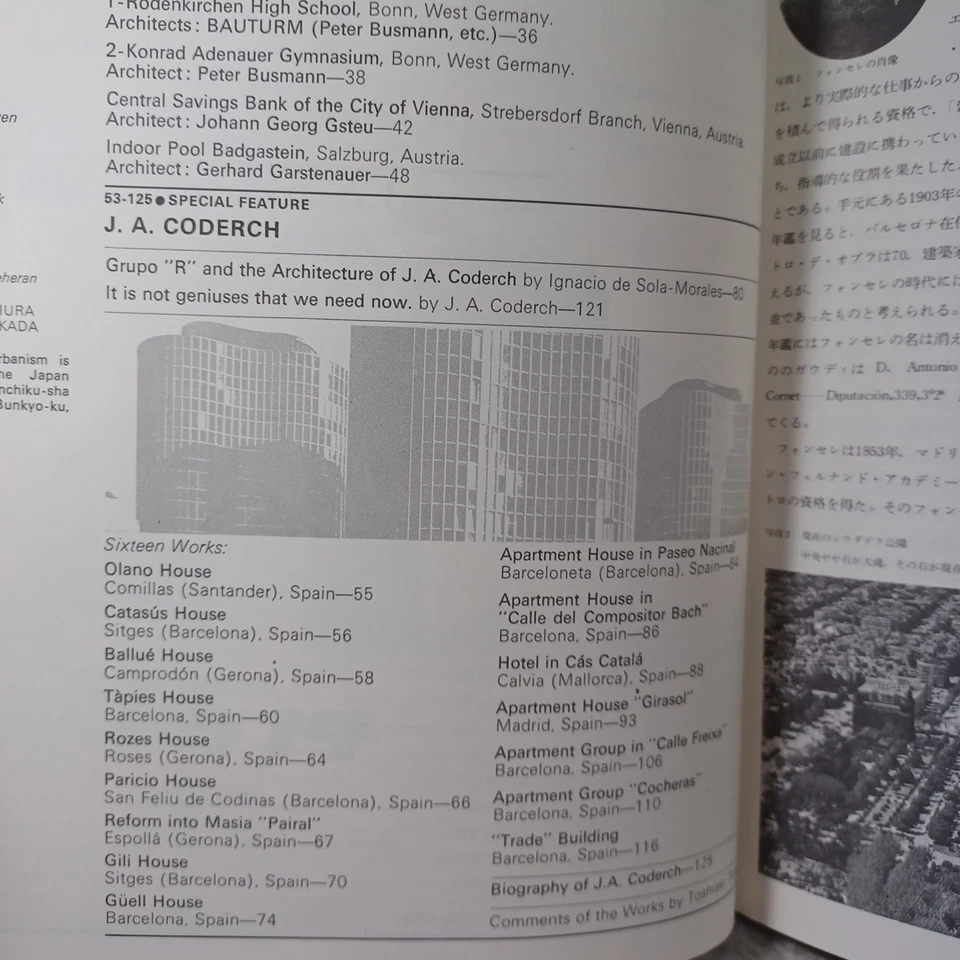 1-Rodenkirchen High School, Bonn, West Germany.
Architects: BAUTURM (Peter Busmann, etc.)—36
2-Konrad Adenauer Gymnasium, Bonn, West Germany.
Architect: Peter Busmann—38
Central Savings Bank of the City of Vienna, Strebersdorf Branch, Vienna, Austria.
Architect: Johann Georg Gsteu—42
Indoor Pool Badgastein, Salzburg, Austria.
Architect: Gerhard Garstenauer—48
53-125●SPECIAL FEATURE
J. A. CODERCH
Grupo "R" and the Architecture of J. A. Coderch by Ignacio de Sola-Morales—80
It is not geniuses that we need now. by J. A. Coderch—121
Sixteen Works:
Olano House
Comillas (Santander), Spain—55
Catasús House
Sitges (Barcelona), Spain—56
Ballué House
Camprodón (Gerona), Spain—58
Tàpies House
Barcelona, Spain—60
Rozes House
Roses (Gerona), Spain—64
Paricio House
San Feliu de Codinas (Barcelona), Spain—66
Reform into Masia "Pairal"
Espollá (Gerona), Spain—67
Gili House
Sitges (Barcelona), Spain—70
Güell House
Barcelona, Spain—74
Apartment House in Paseo Nacinal
Barceloneta (Barcelona), Spain—84
Apartment House in
"Calle del Compositor Bach"
Barcelona, Spain—86
Hotel in Cás Catalá
Calvia (Mallorca), Spain—88
Apartment House "Girasol"
Madrid, Spain—93
Apartment Group in "Calle Freixa"
Barcelona, Spain—106
Apartment Group "Cocheras"
Barcelona, Spain—110
"Trade" Building
Barcelona, Spain—116
Biography of J.A. Coderch—125
Comments of the Works by
heran
IURA
KADA
rbanism is
he Japan
nchiku-sha
Bunkyo-ku,
写真1 フォンセレの肖像
は、より実際的な仕事からの
を積んで得られる資格で、
成立以前に建設に携わってい
ち、指導的な役割を果たした
とである。手元にある1903年
年鑑を見ると、バルセロナ在
トロ・デ・オブラは70、建築
えるが、フォンセレの時代に
在であったものと考えられる。
年鑑にはフォンセレの名は消え
ののガウディは D. Antonio
Cornet Diputación,339,3º2ª
てくる。
フォンセレは1853年、マドリ
ン・フェルナンド・アカデミー
トロの資格を得た。そのフォン
写真2 現在のシウダデラ公園